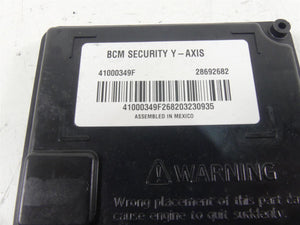 BCM SECURITY Y-AXIS
41000349F 28692682
41000349F268203230935
ASSEMBLED IN MEXICO
WARNING
Wrong placement of this part
cause engine to quit suddenly.